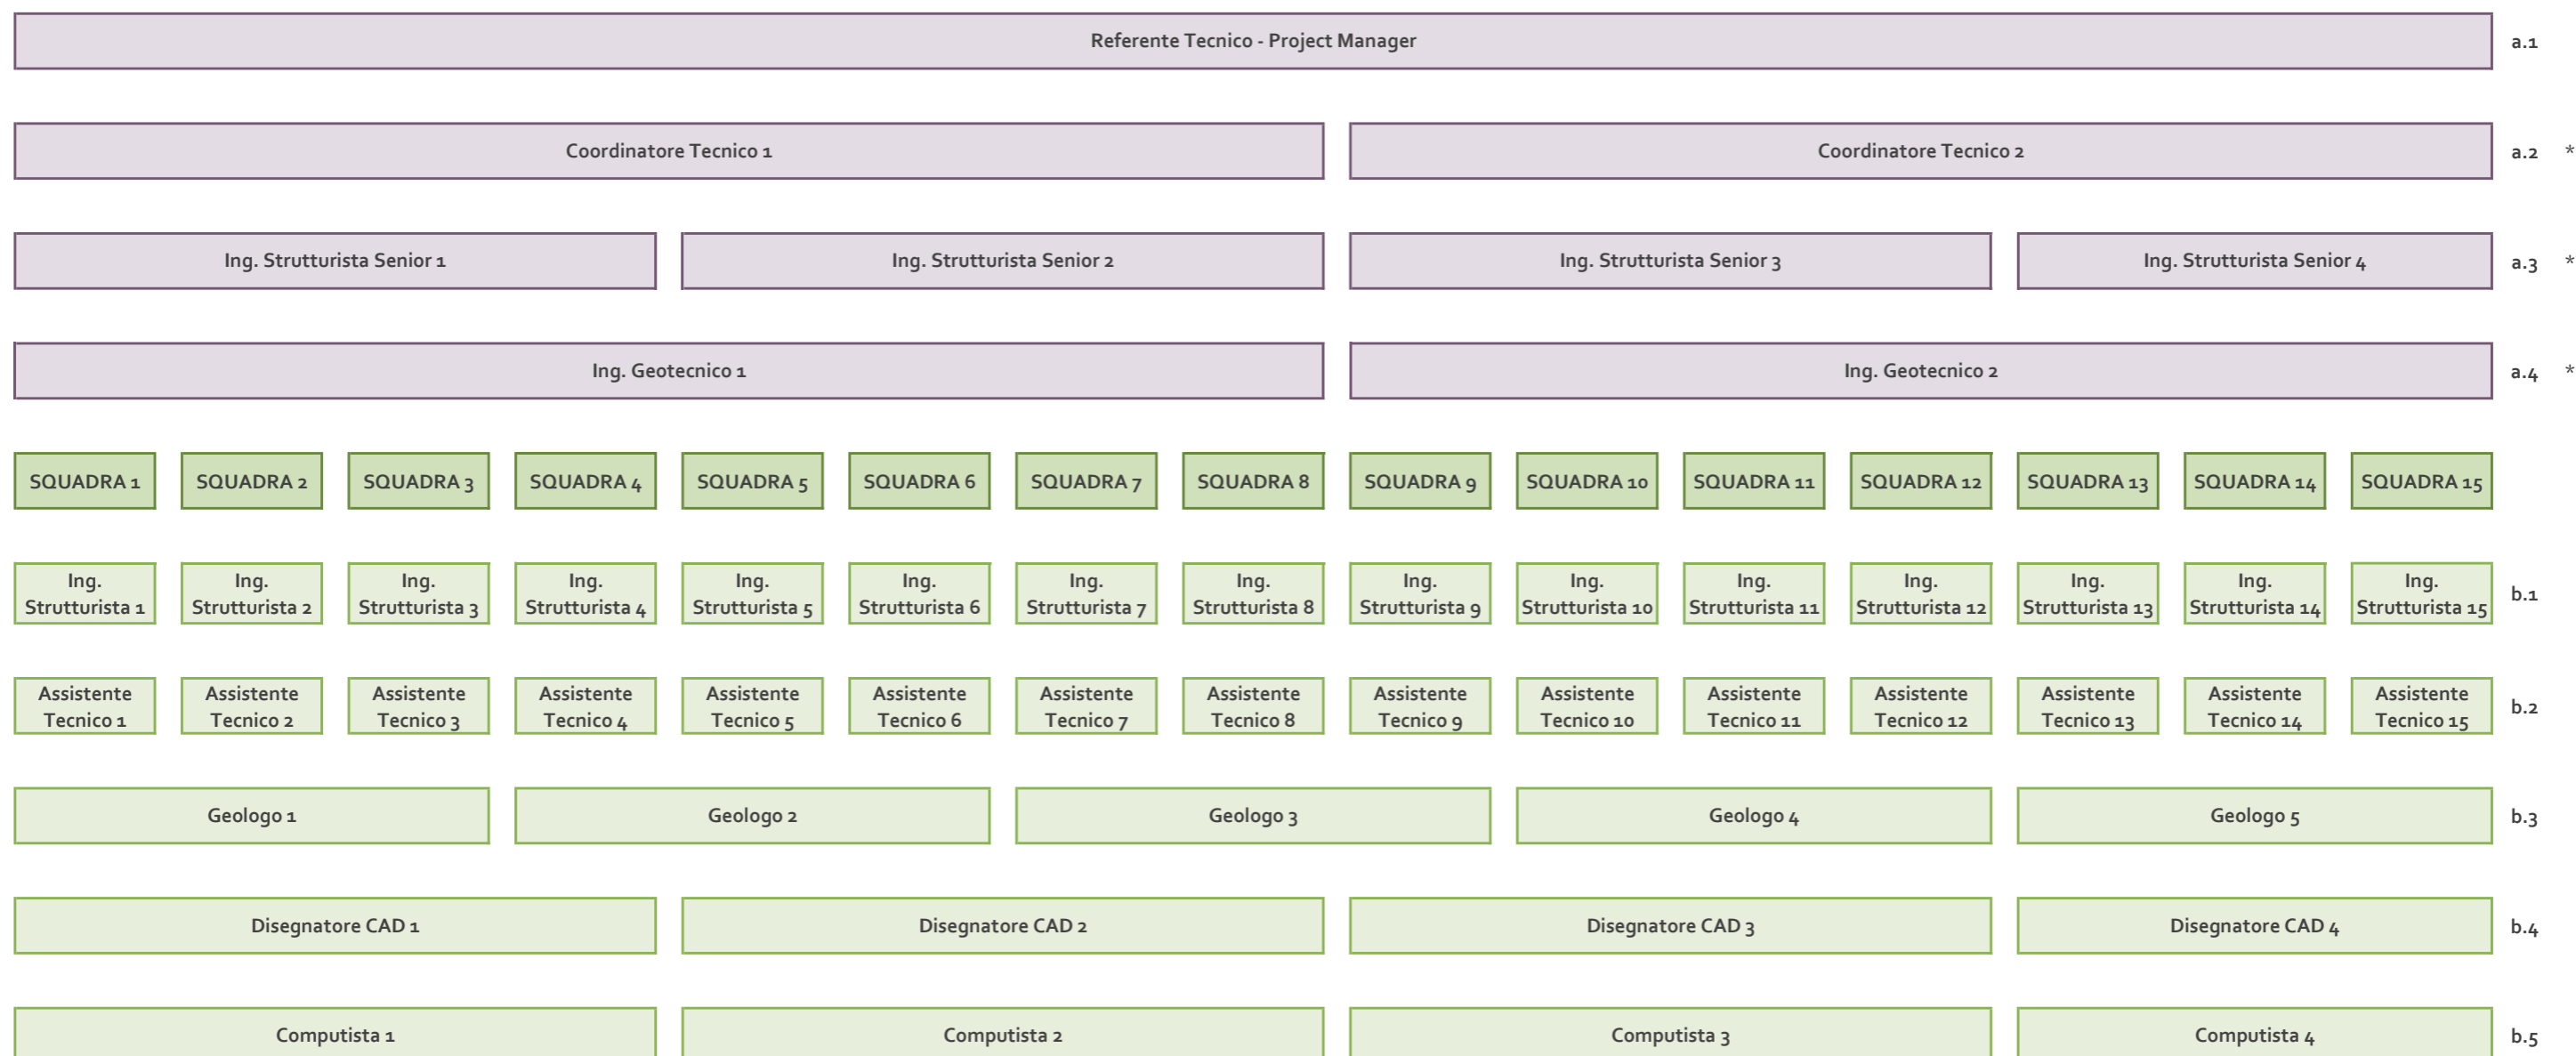 Referente Tecnico - Project Manager a.1
Coordinatore Tecnico 1 Coordinatore Tecnico 2 a.2 *
Ing. Strutturista Senior 1 Ing. Strutturista Senior 2 Ing. Strutturista Senior 3 Ing. Strutturista Senior 4 a.3 *
Ing. Geotecnico 1 Ing. Geotecnico 2 a.4 *
SQUADRA 1 SQUADRA 2 SQUADRA 3 SQUADRA 4 SQUADRA 5 SQUADRA 6 SQUADRA 7 SQUADRA 8 SQUADRA 9 SQUADRA 10 SQUADRA 11 SQUADRA 12 SQUADRA 13 SQUADRA 14 SQUADRA 15
Ing. Ing. Ing. Ing. Ing. Ing. Ing. Ing. Ing. Ing. Ing. Ing. Ing. Ing. Ing.
Strutturista 1 Strutturista 2 Strutturista 3 Strutturista 4 Strutturista 5 Strutturista 6 Strutturista 7 Strutturista 8 Strutturista 9 Strutturista 10 Strutturista 11 Strutturista 12 Strutturista 13 Strutturista 14 Strutturista 15 b.1
Assistente Assistente Assistente Assistente Assistente Assistente Assistente Assistente Assistente Assistente Assistente Assistente Assistente Assistente Assistente
Tecnico 1 Tecnico 2 Tecnico 3 Tecnico 4 Tecnico 5 Tecnico 6 Tecnico 7 Tecnico 8 Tecnico 9 Tecnico 10 Tecnico 11 Tecnico 12 Tecnico 13 Tecnico 14 Tecnico 15 b.2
Geologo 1 Geologo 2 Geologo 3 Geologo 4 Geologo 5 b.3
Disegnatore CAD 1 Disegnatore CAD 2 Disegnatore CAD 3 Disegnatore CAD 4 b.4
Computista 1 Computista 2 Computista 3 Computista 4 b.5